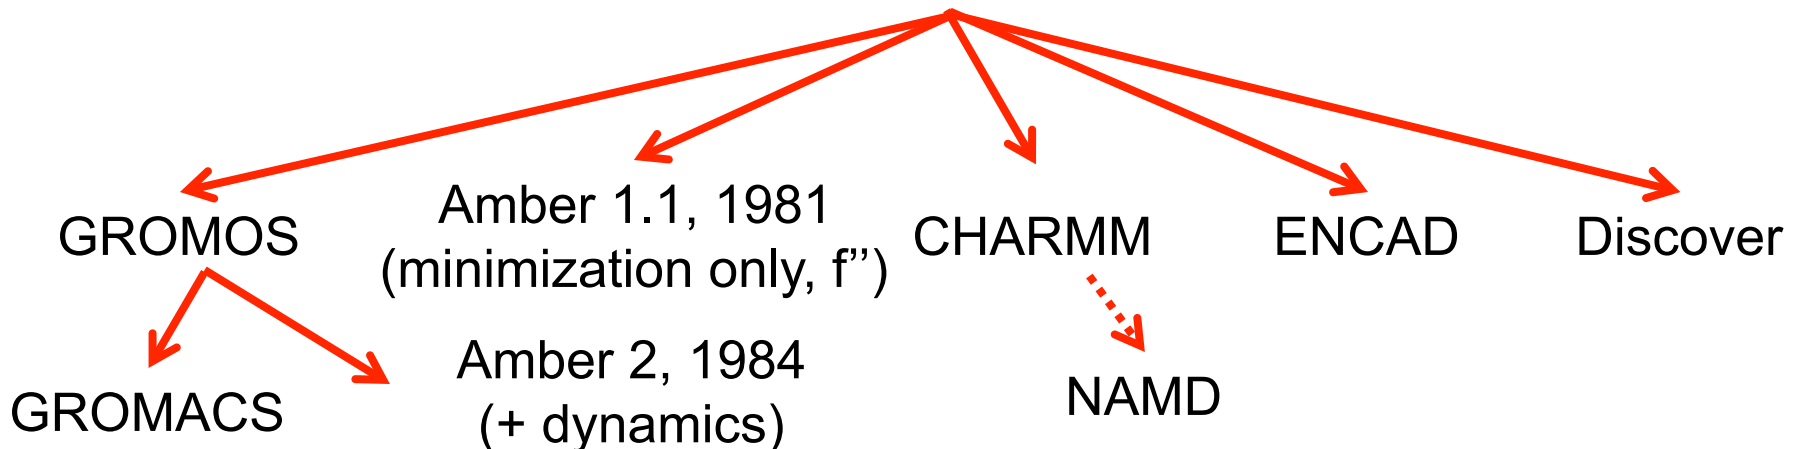 GROMOS
Amber 1.1, 1981
(minimization only, f’’)
CHARMM
ENCAD
Discover
GROMACS
Amber 2, 1984
(+ dynamics)
NAMD